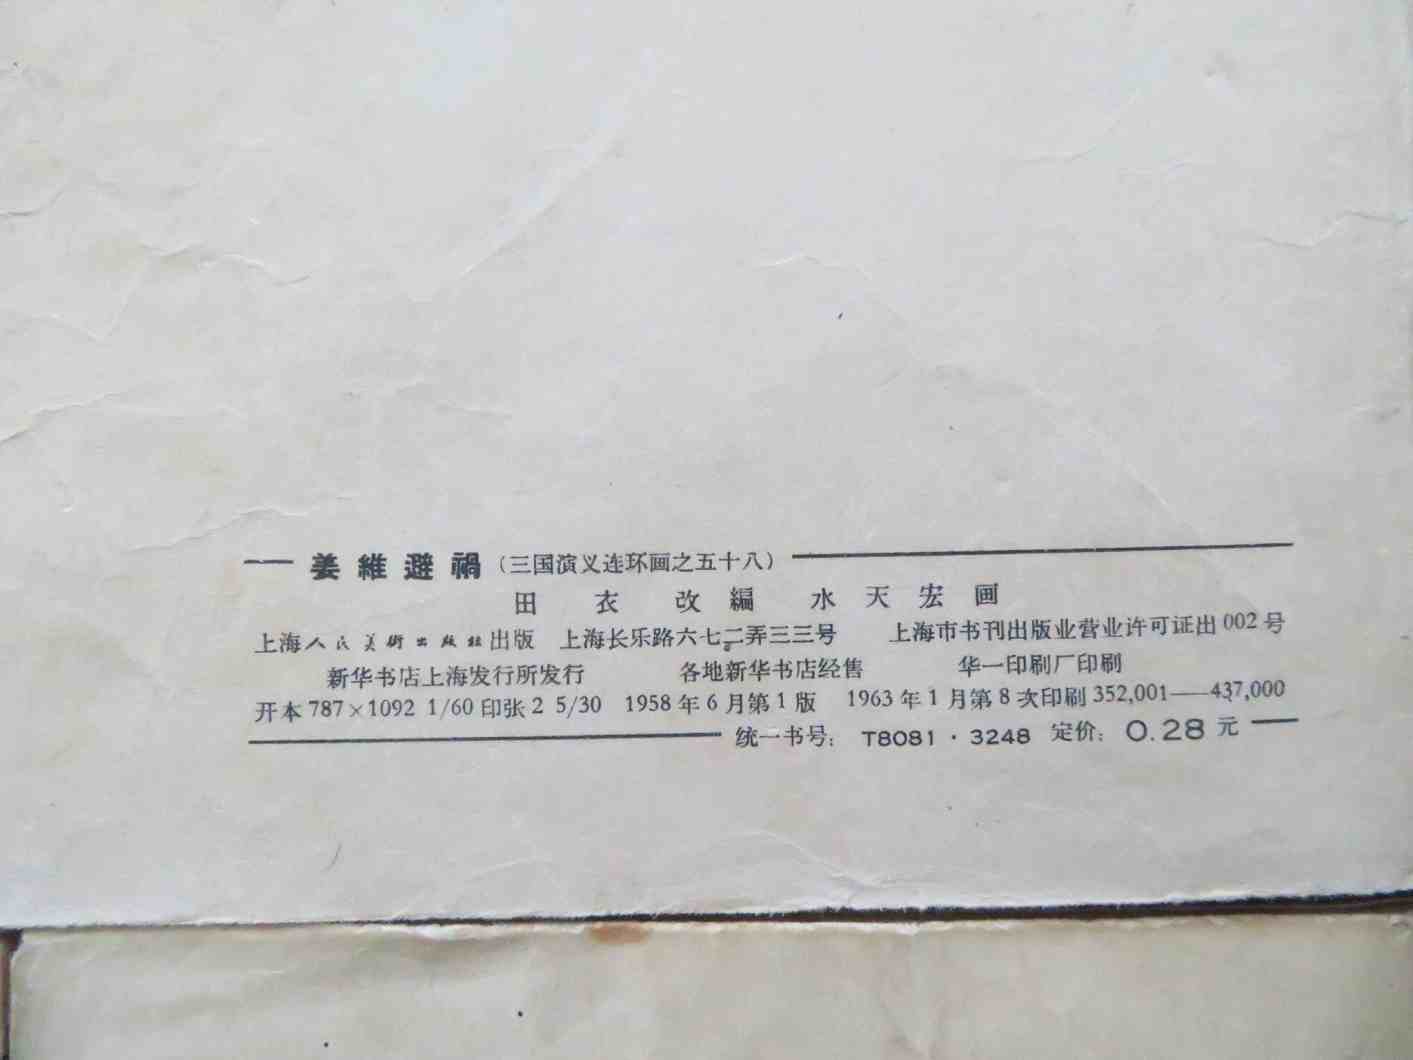 姜維避禍（三国演义连环画之五十八）
田衣 改編 水天宏 画
上海人民美術出版社出版 上海长乐路六七二弄三三号 上海市书刊出版业营业许可证出002号
新华书店上海发行所发行 各地新华书店经售 华一印刷厂印刷
开本 787×1092 1/60 印张 2 5/30 1958年6月第1版 1963年1月第8次印刷 352,001——437,000
统一书号：T8081·3248 定价：0.28元